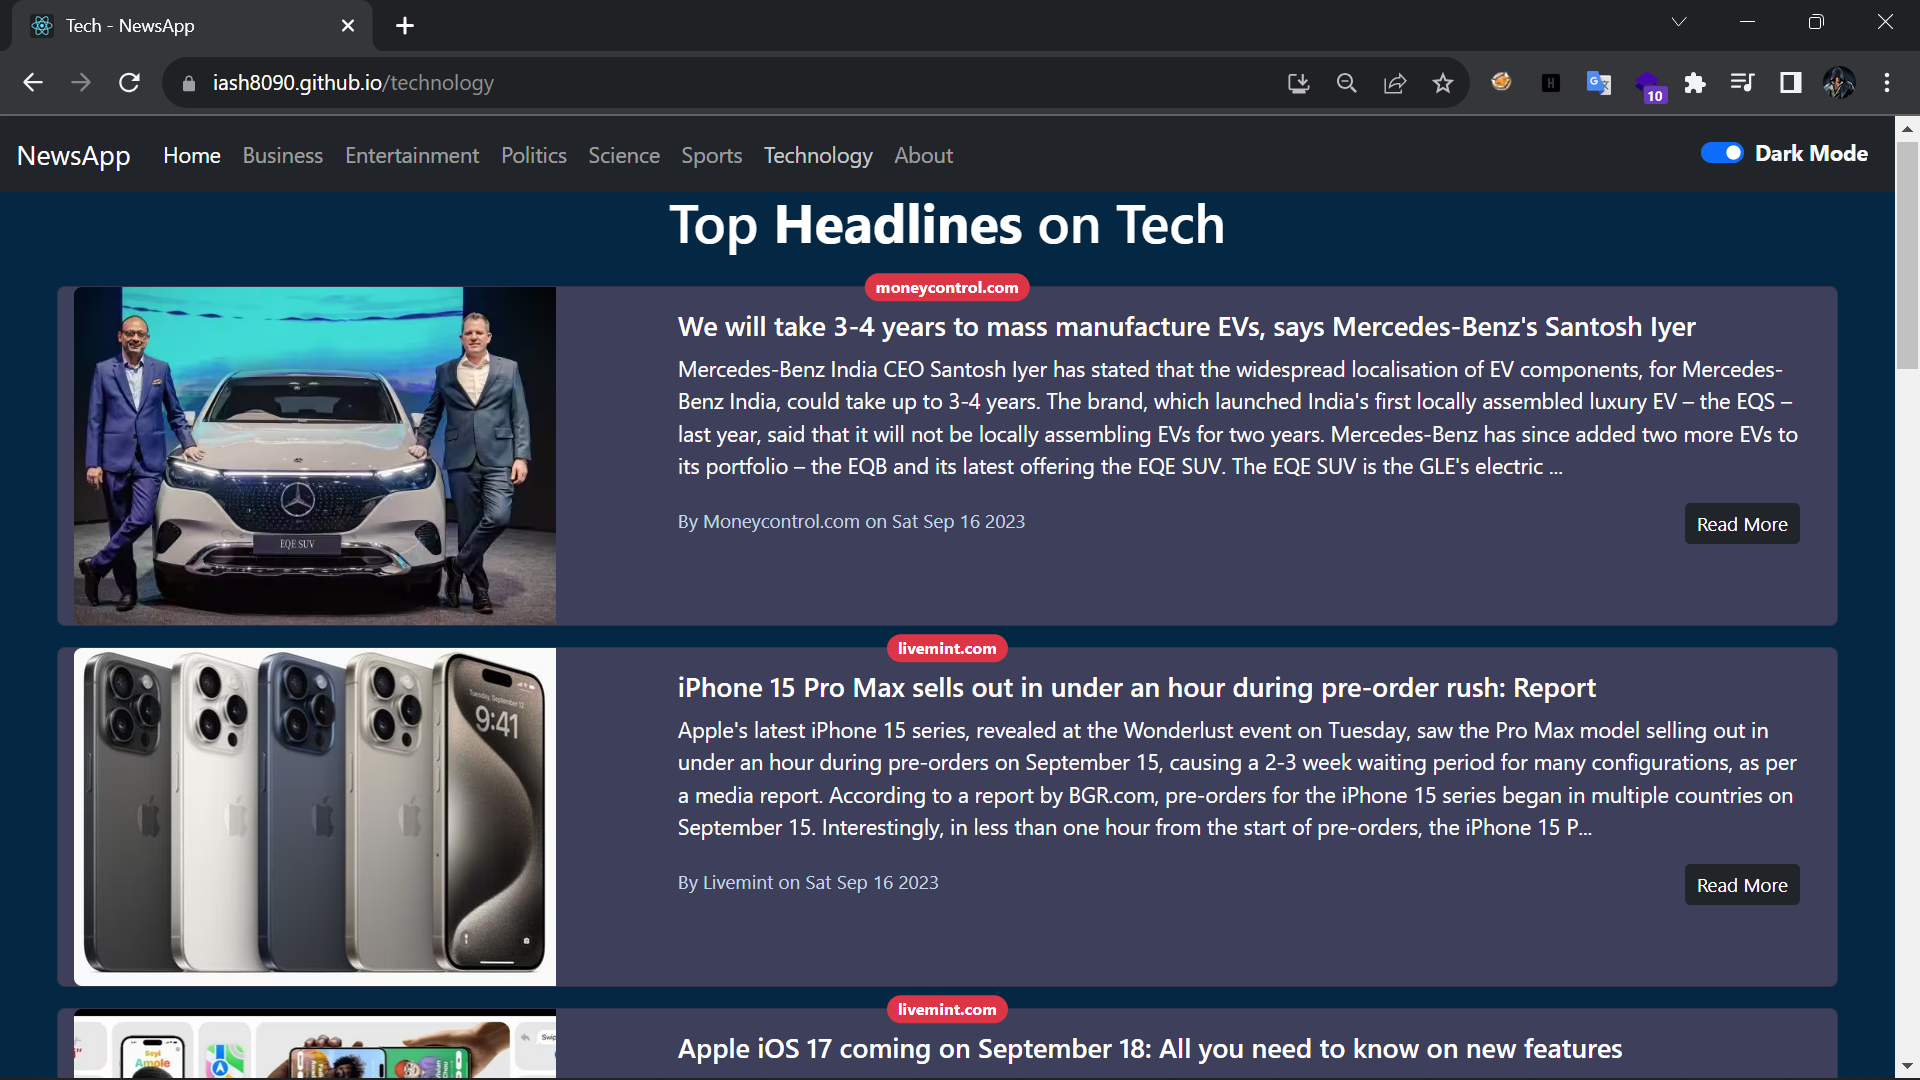 Tech - NewsApp
iash8090.github.io/technology
10
NewsApp Home Business Entertainment Politics Science Sports Technology About Dark Mode
Top Headlines on Tech
moneycontrol.com
We will take 3-4 years to mass manufacture EVs, says Mercedes-Benz's Santosh Iyer
Mercedes-Benz India CEO Santosh Iyer has stated that the widespread localisation of EV components, for Mercedes-
Benz India, could take up to 3-4 years. The brand, which launched India's first locally assembled luxury EV – the EQS –
last year, said that it will not be locally assembling EVs for two years. Mercedes-Benz has since added two more EVs to
its portfolio – the EQB and its latest offering the EQE SUV. The EQE SUV is the GLE's electric ...
By Moneycontrol.com on Sat Sep 16 2023
Read More
EQE SUV
livemint.com
iPhone 15 Pro Max sells out in under an hour during pre-order rush: Report
Apple's latest iPhone 15 series, revealed at the Wonderlust event on Tuesday, saw the Pro Max model selling out in
under an hour during pre-orders on September 15, causing a 2-3 week waiting period for many configurations, as per
a media report. According to a report by BGR.com, pre-orders for the iPhone 15 series began in multiple countries on
September 15. Interestingly, in less than one hour from the start of pre-orders, the iPhone 15 P...
By Livemint on Sat Sep 16 2023
Read More
Tuesday, September 12
9:41
livemint.com
Apple iOS 17 coming on September 18: All you need to know on new features
Seyi
Amole